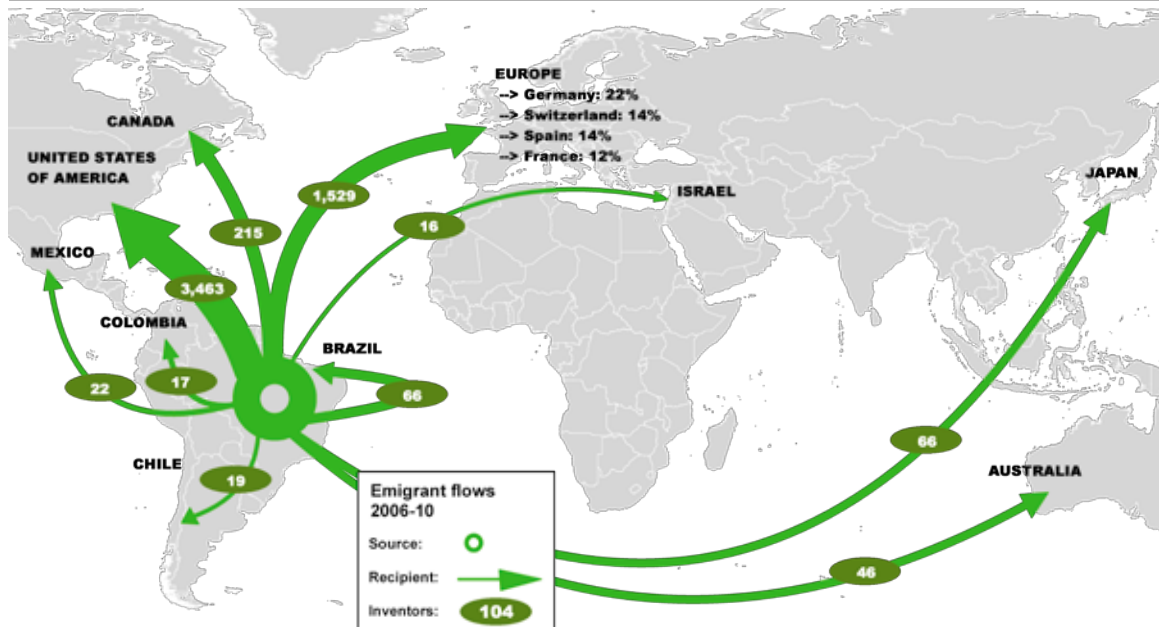 EUROPE
--> Germany: 22%
--> Switzerland: 14%
--> Spain: 14%
--> France: 12%
CANADA
UNITED STATES
OF AMERICA
JAPAN
ISRAEL
1,529
16
215
MEXICO
3,463
COLOMBIA
BRAZIL
17
22
66
66
CHILE
AUSTRALIA
19
46
Emigrant flows
2006-10
Source:
Recipient:
Inventors: 104